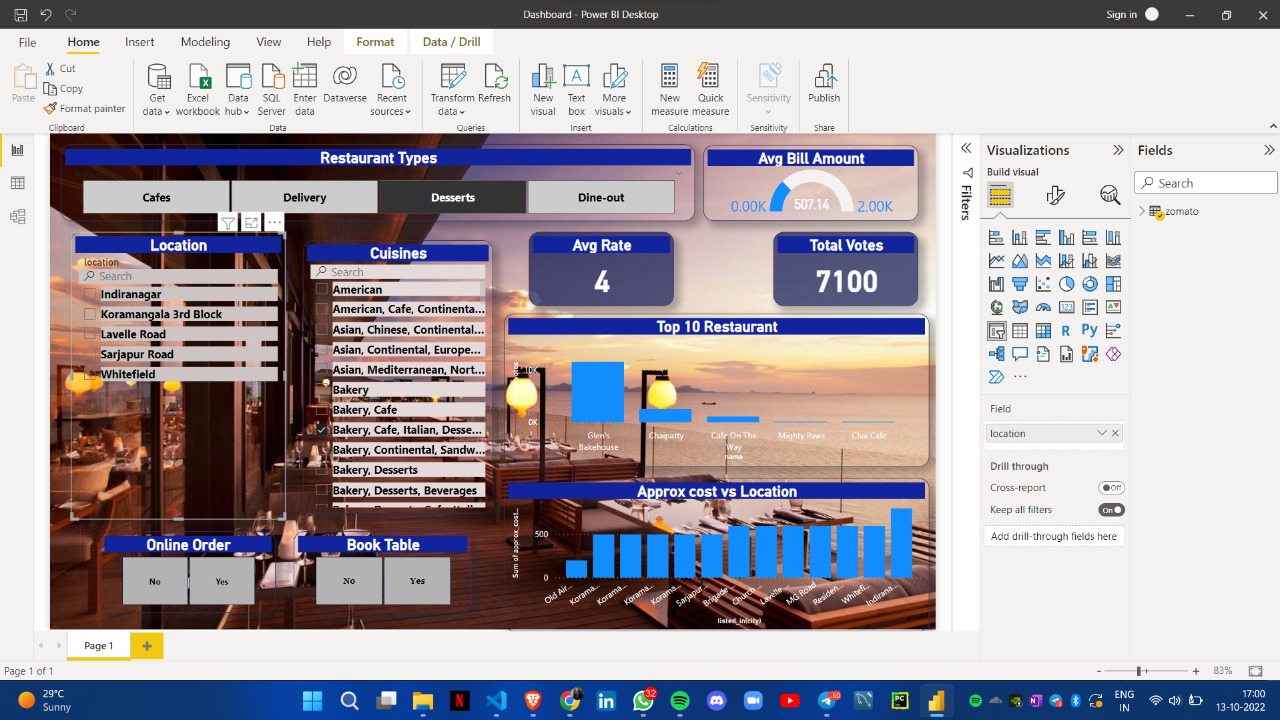 Dashboard - Power BI Desktop
Sign in
File Home Insert Modeling View Help Format Data / Drill
Paste
Cut
Copy
Format painter
Get data
Excel workbook
Data hub
SQL Server
Enter data
Dataverse
Recent sources
Transform data
Refresh
New visual
Text box
More visuals
New measure
Quick measure
Sensitivity
Publish
Clipboard Data Queries Insert Calculations Sensitivity Share
Restaurant Types
Cafes Delivery Desserts Dine-out
Avg Bill Amount
0.00K 507.14 2.00K
Location
location
Search
Indiranagar
Koramangala 3rd Block
Lavelle Road
Sarjapur Road
Whitefield
Cuisines
Search
American
American, Cafe, Continenta...
Asian, Chinese, Continental...
Asian, Continental, Europe...
Asian, Mediterranean, Nort...
Bakery
Bakery, Cafe
Bakery, Cafe, Italian, Desse...
Bakery, Continental, Sandw...
Bakery, Desserts
Bakery, Desserts, Beverages
Avg Rate
4
Total Votes
7100
Top 10 Restaurant
0K
Glen's Bakehouse
Chaipatty
Cafe On The Way
Mighty Paws
Chai Cafe
name
Approx cost vs Location
Sum of approx_cost...
500
0
Old Air... Korama... Korama... Korama... Korama... Sarjapur... Brigade... Church... Lavelle... MG Road Residen... Whitefi... Indirana...
listed_in(city)
Online Order
No Yes
Book Table
No Yes
Filters
Visualizations
Build visual
R Py
Field
location
Drill through
Cross-report Off
Keep all filters On
Add drill-through fields here
Fields
Search
zomato
Page 1
Page 1 of 1
83%
29°C
Sunny
32
60
ENG
IN
17:00
13-10-2022